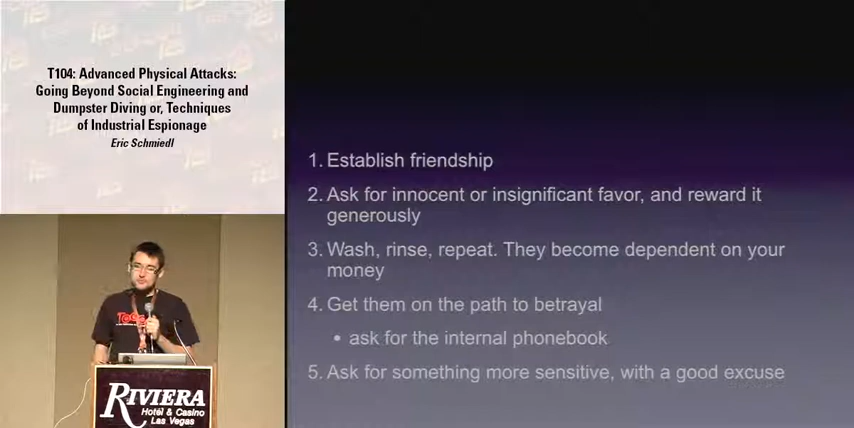 T104: Advanced Physical Attacks:
Going Beyond Social Engineering and
Dumpster Diving or, Techniques
of Industrial Espionage
Eric Schmiedl
1. Establish friendship
2. Ask for innocent or insignificant favor, and reward it
generously
3. Wash, rinse, repeat. They become dependent on your
money
4. Get them on the path to betrayal
• ask for the internal phonebook
5. Ask for something more sensitive, with a good excuse
RIVIERA
Hotel & Casino
Las Vegas